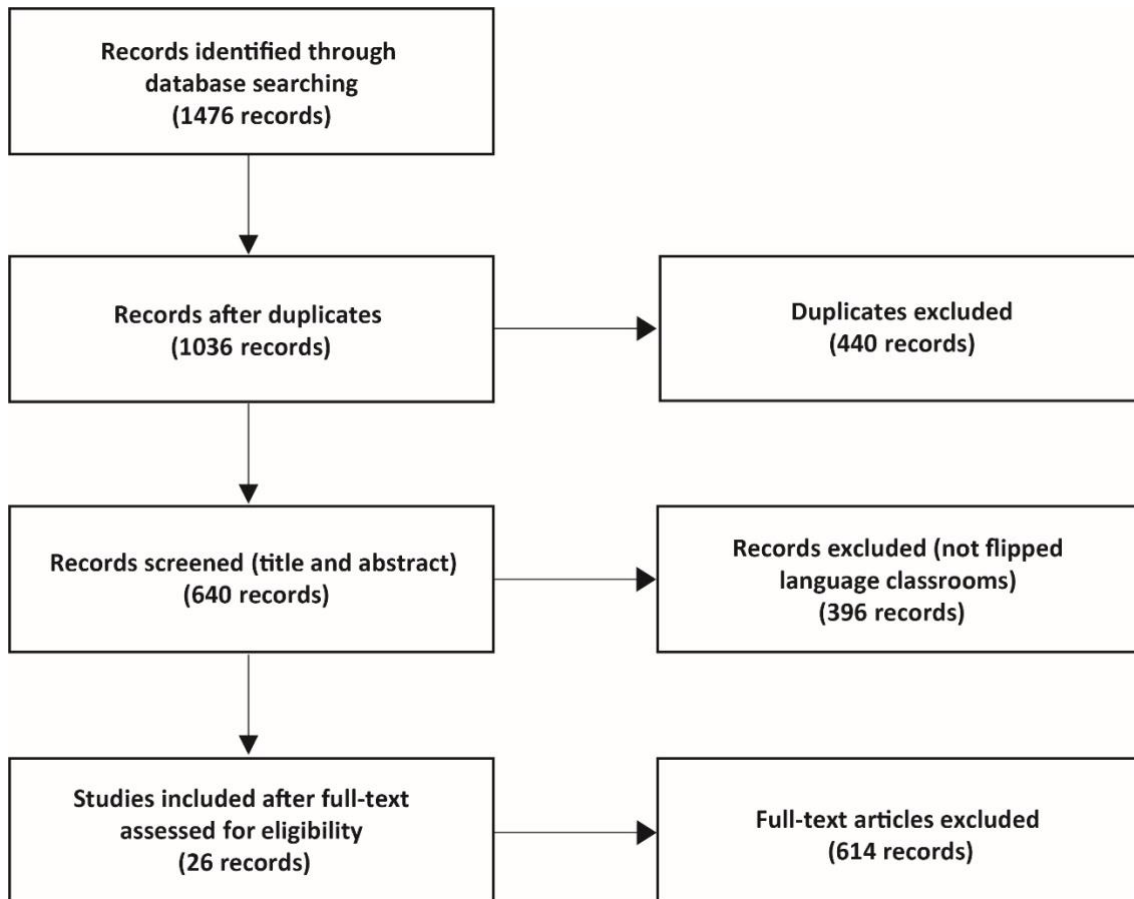 Records identified through
database searching
(1476 records)
Records after duplicates
(1036 records)
Duplicates excluded
(440 records)
Records screened (title and abstract)
(640 records)
Records excluded (not flipped
language classrooms)
(396 records)
Studies included after full-text
assessed for eligibility
(26 records)
Full-text articles excluded
(614 records)